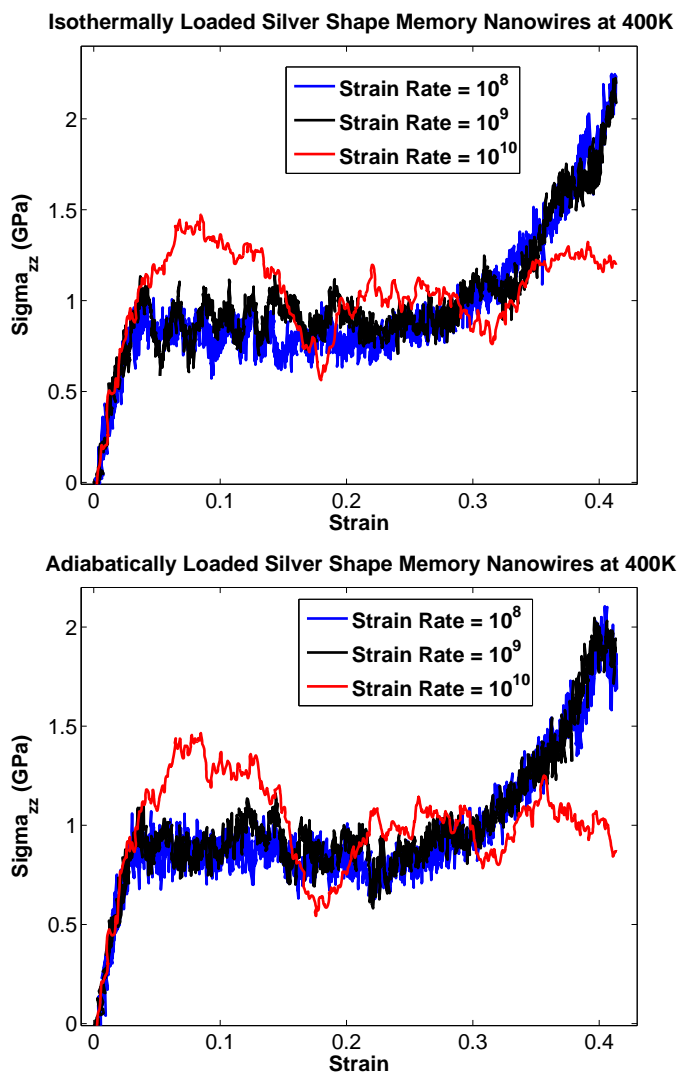 Isothermally Loaded Silver Shape Memory Nanowires at 400K
Strain Rate = 10^8
Strain Rate = 10^9
Strain Rate = 10^10
2
1.5
1
0.5
0
Sigma_zz (GPa)
0 0.1 0.2 0.3 0.4
Strain
Adiabatically Loaded Silver Shape Memory Nanowires at 400K
Strain Rate = 10^8
Strain Rate = 10^9
Strain Rate = 10^10
2
1.5
1
0.5
0
Sigma_zz (GPa)
0 0.1 0.2 0.3 0.4
Strain